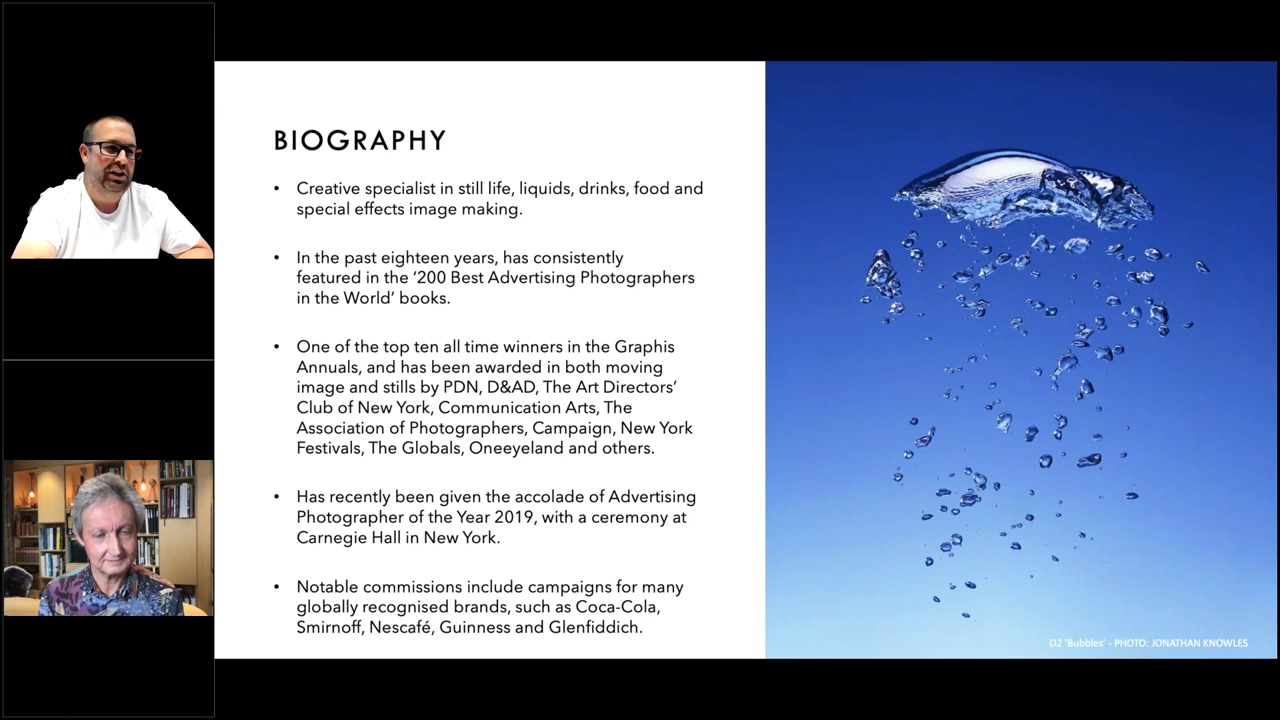 BIOGRAPHY
• Creative specialist in still life, liquids, drinks, food and
special effects image making.
• In the past eighteen years, has consistently
featured in the ‘200 Best Advertising Photographers
in the World’ books.
• One of the top ten all time winners in the Graphis
Annuals, and has been awarded in both moving
image and stills by PDN, D&AD, The Art Directors’
Club of New York, Communication Arts, The
Association of Photographers, Campaign, New York
Festivals, The Globals, Oneeyeland and others.
• Has recently been given the accolade of Advertising
Photographer of the Year 2019, with a ceremony at
Carnegie Hall in New York.
• Notable commissions include campaigns for many
globally recognised brands, such as Coca-Cola,
Smirnoff, Nescafé, Guinness and Glenfiddich.
O2 ‘Bubbles’ - PHOTO: JONATHAN KNOWLES